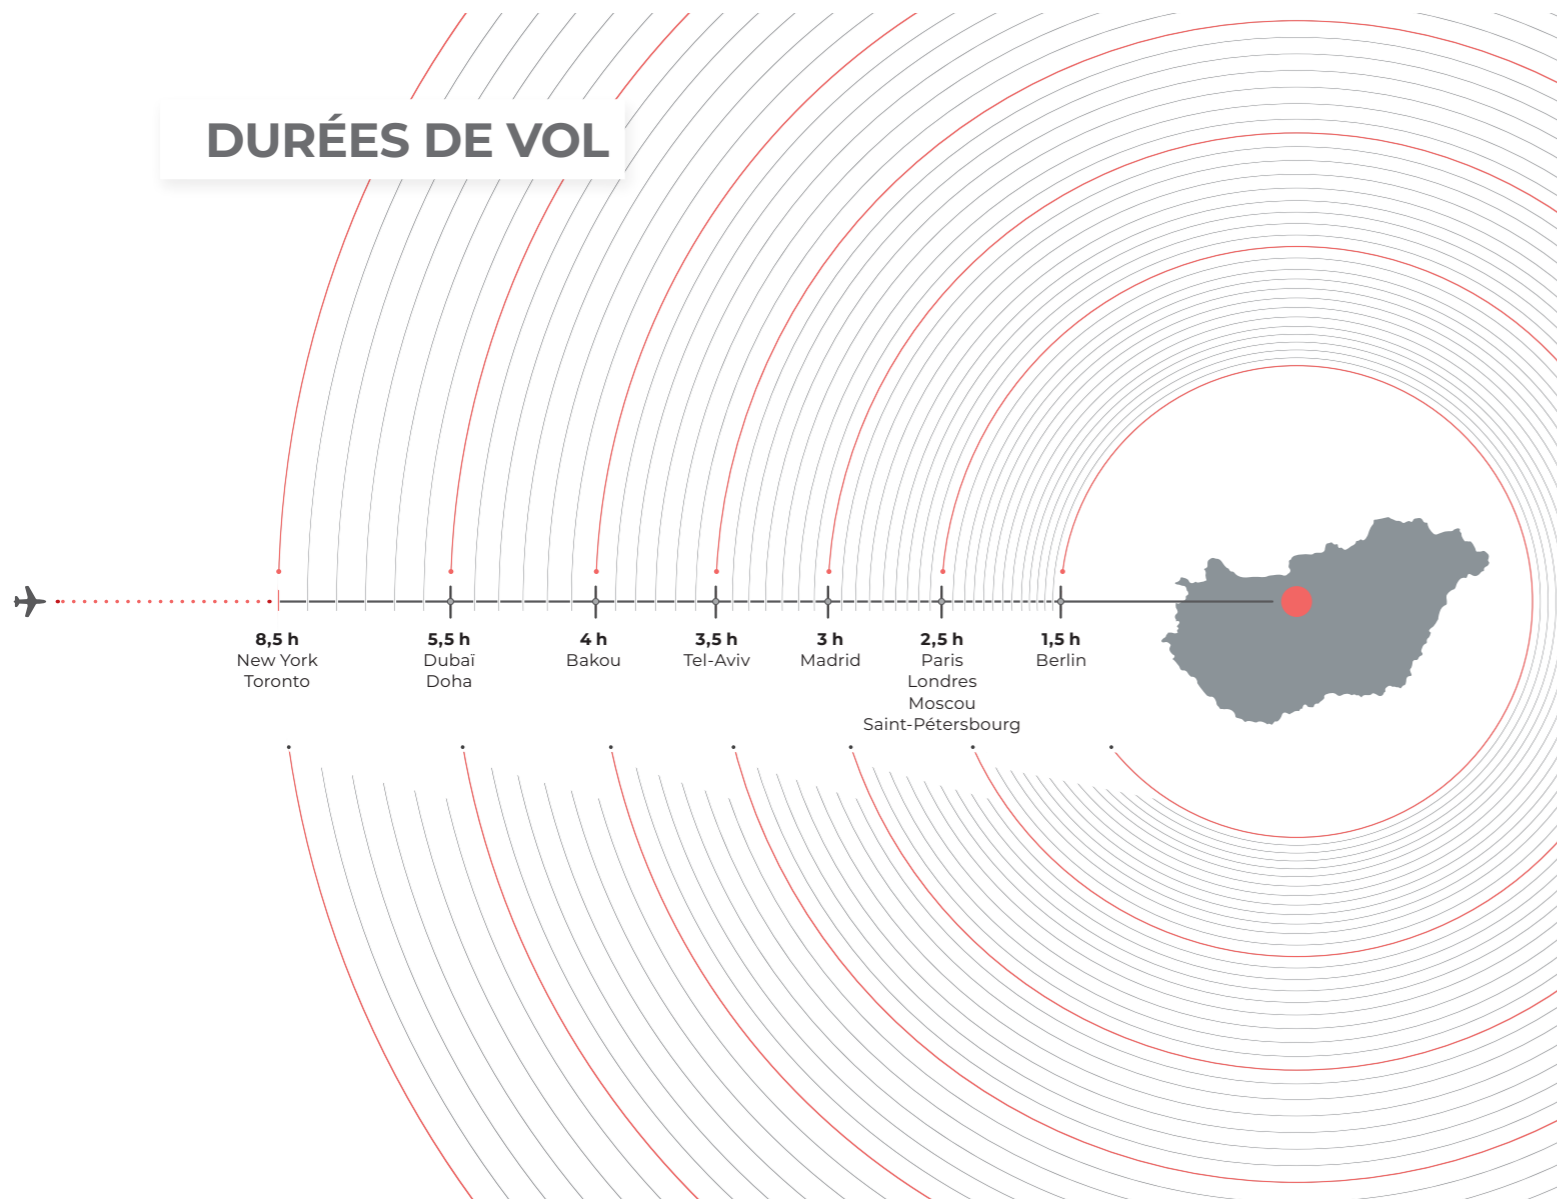 DURÉES DE VOL
8,5 h
New York
Toronto
5,5 h
Dubaï
Doha
4 h
Bakou
3,5 h
Tel-Aviv
3 h
Madrid
2,5 h
Paris
Londres
Moscou
Saint-Pétersbourg
1,5 h
Berlin